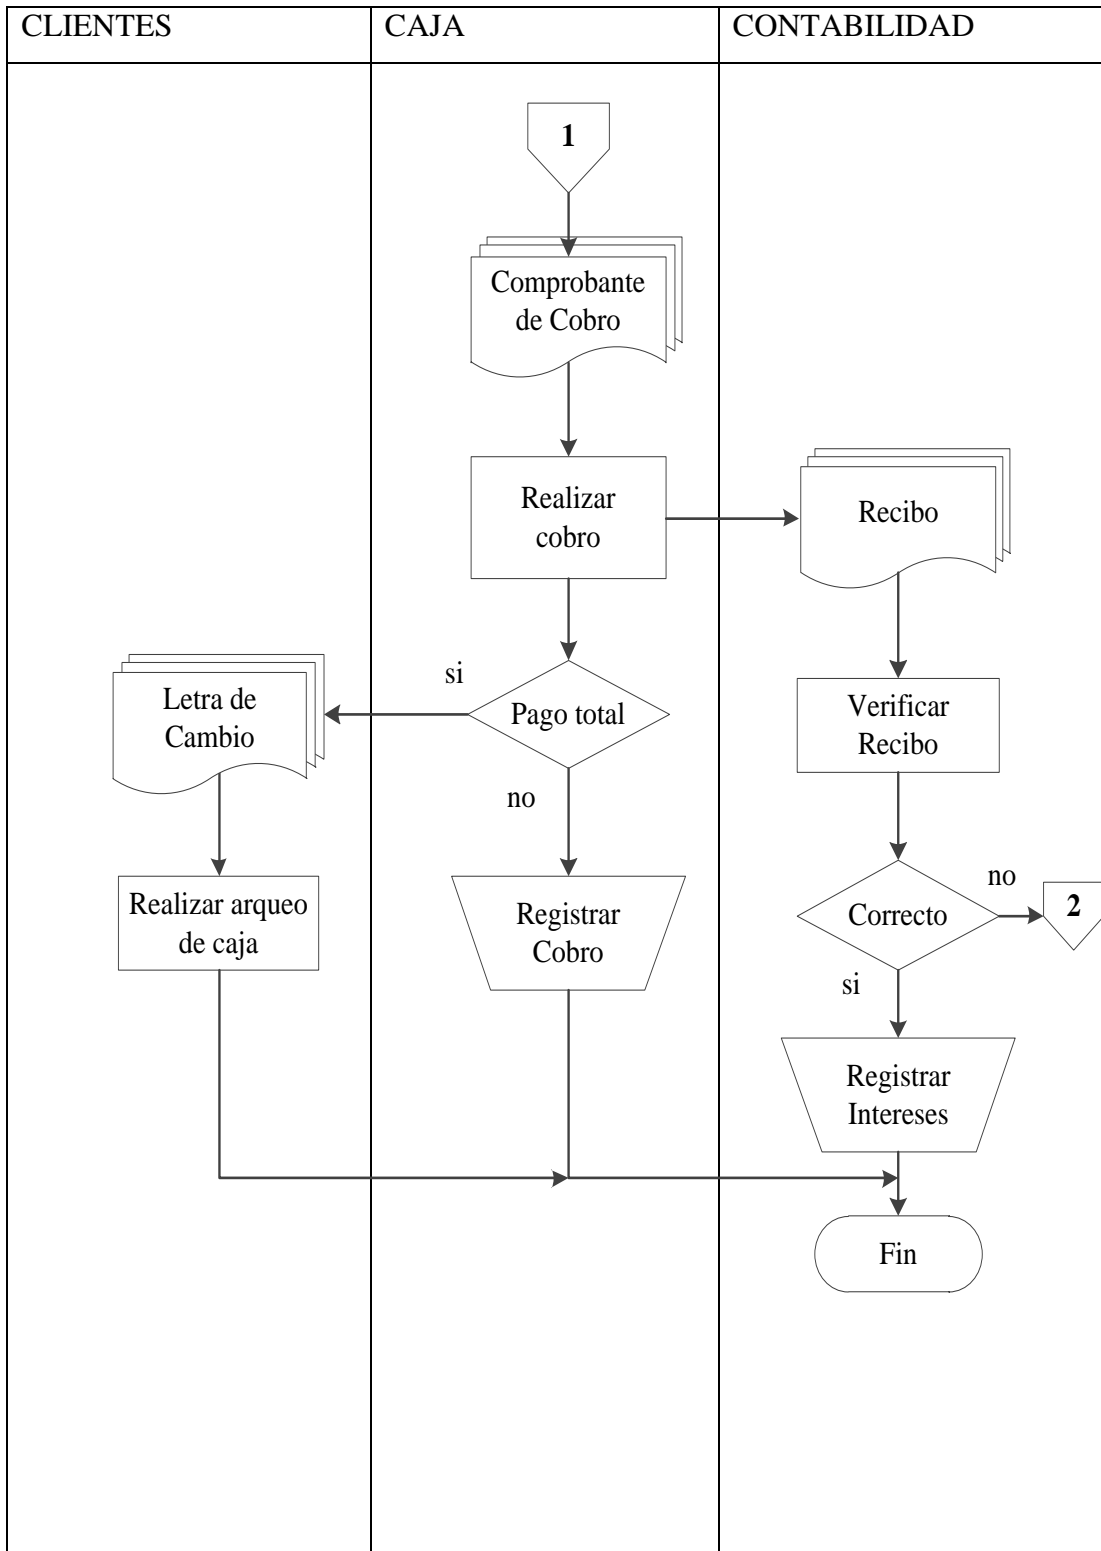 CLIENTES
CAJA
CONTABILIDAD
1
Comprobante
de Cobro
Realizar
cobro
Recibo
si
Letra de
Cambio
Pago total
Verificar
Recibo
no
Realizar arqueo
de caja
Registrar
Cobro
Correcto
no
2
si
Registrar
Intereses
Fin